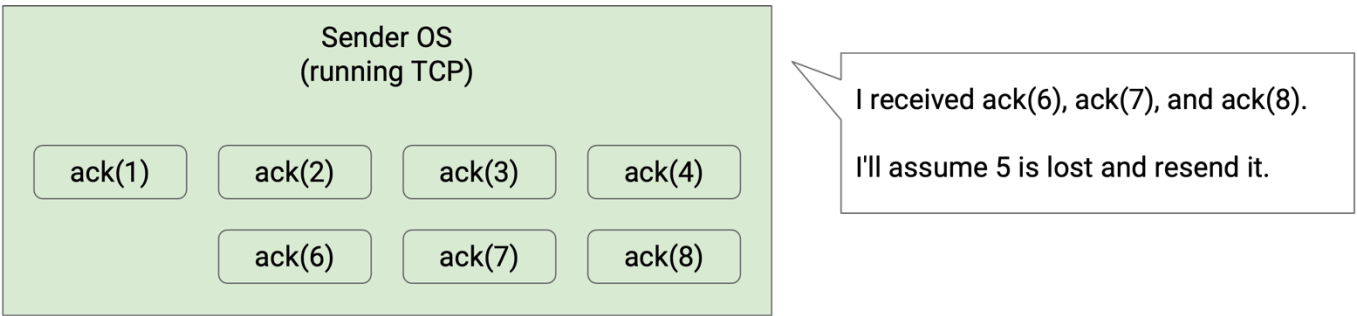 Sender OS
(running TCP)
I received ack(6), ack(7), and ack(8).
I'll assume 5 is lost and resend it.
ack(1) ack(2) ack(3) ack(4)
ack(6) ack(7) ack(8)